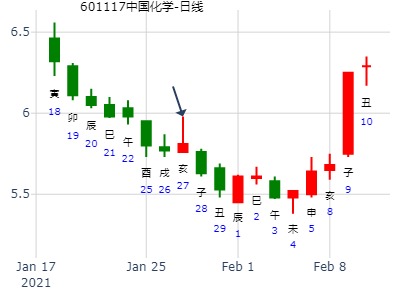 601117中国化学-日线
6.5
6
5.5
寅
18
卯
19
辰
20
巳
21
午
22
酉
25
戌
26
亥
27
子
28
丑
29
辰
1
巳
2
午
3
未
4
申
5
亥
8
子
9
丑
10
Jan 17
2021
Jan 25
Feb 1
Feb 8